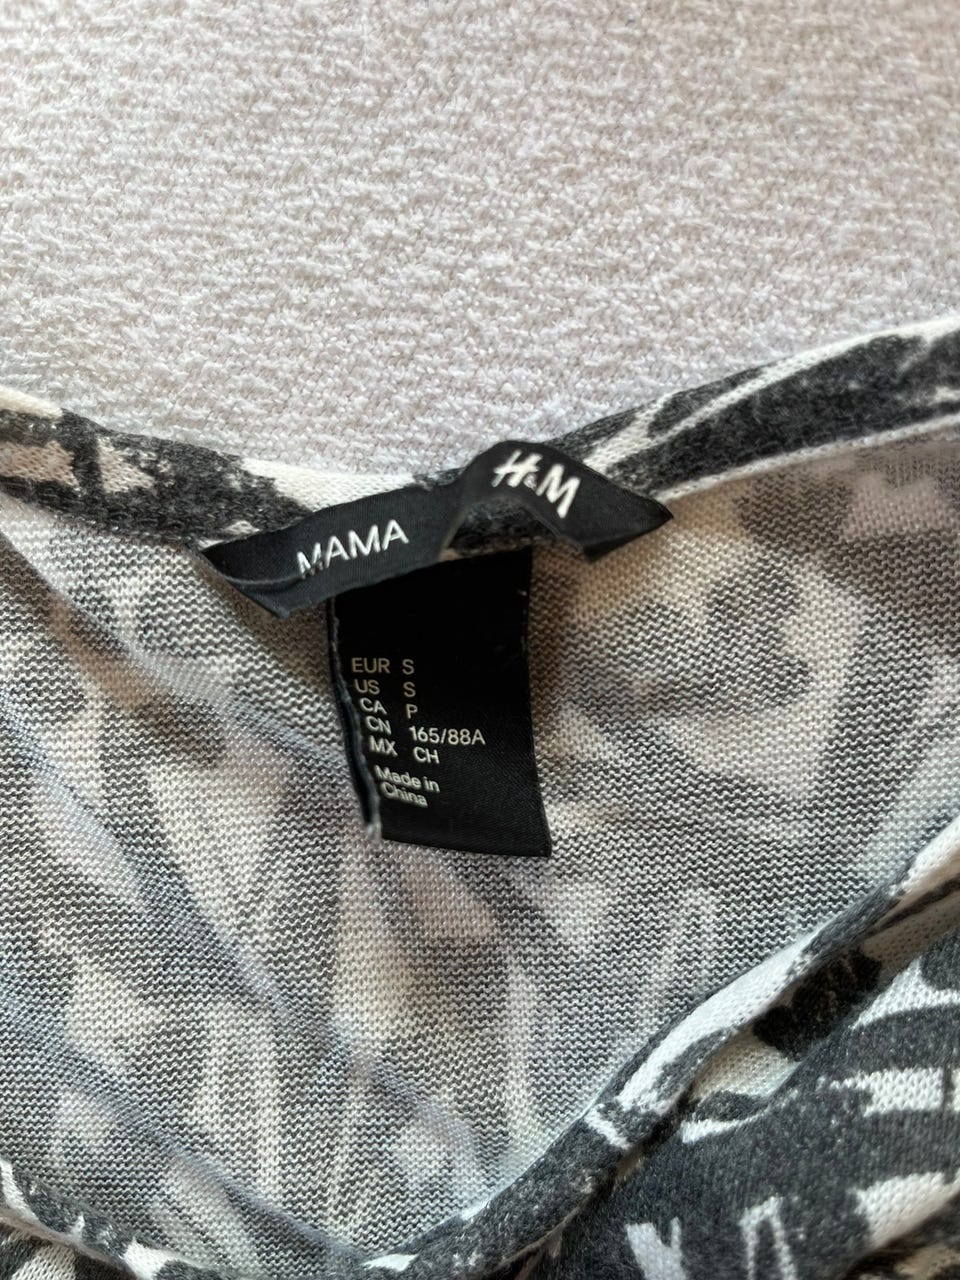 MAMA
H&M
EUR S
US S
CA P
CN 165/88A
MX CH
Made in
China